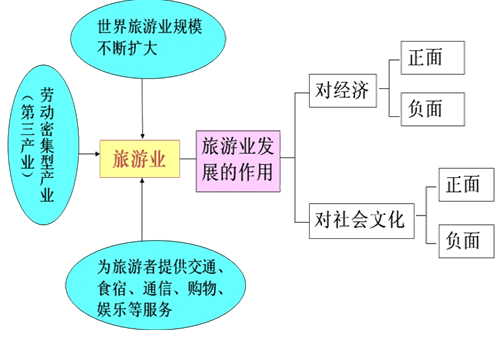 世界旅游业规模
不断扩大
劳动密集型产业
（第三产业）
旅游业
旅游业发
展的作用
对经济
正面
负面
对社会文化
正面
负面
为旅游者提供交通、
食宿、通信、购物、
娱乐等服务